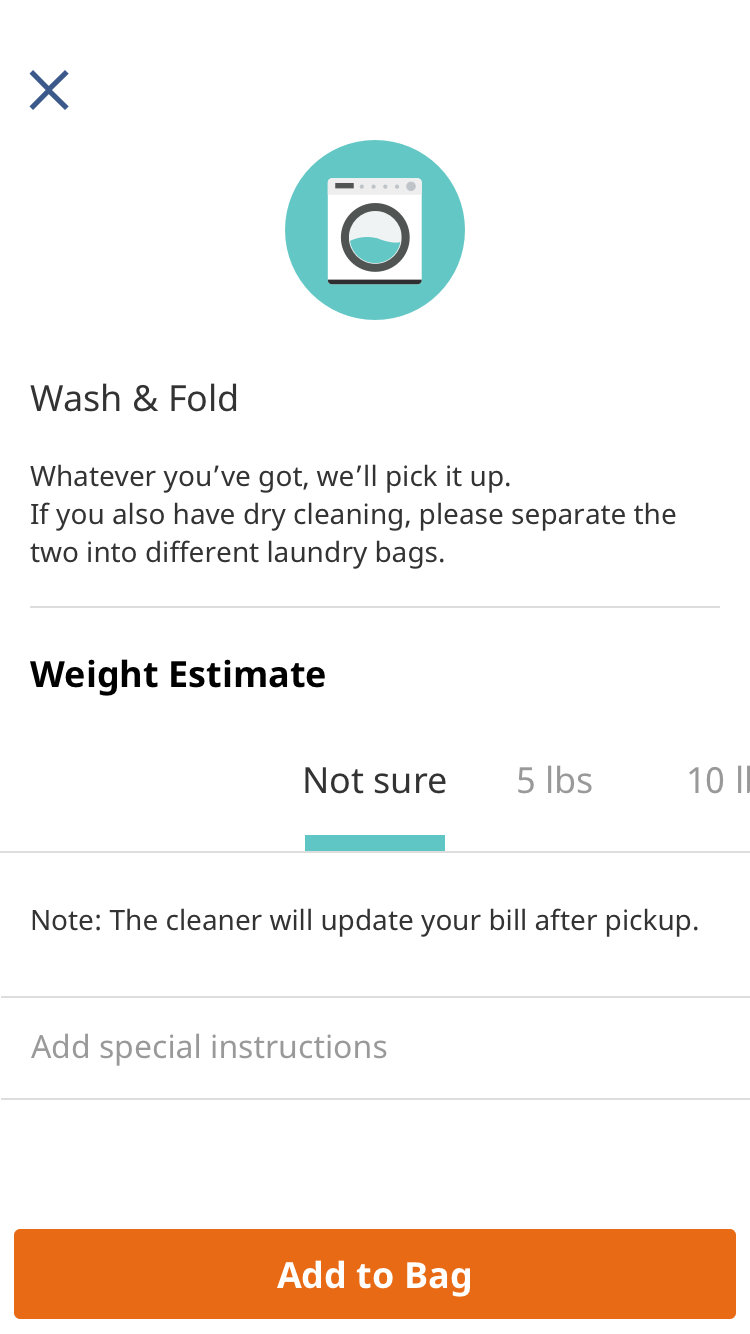 Wash & Fold
Whatever you’ve got, we’ll pick it up.
If you also have dry cleaning, please separate the
two into different laundry bags.
Weight Estimate
Not sure 5 lbs 10
Note: The cleaner will update your bill after pickup.
Add special instructions
Add to Bag